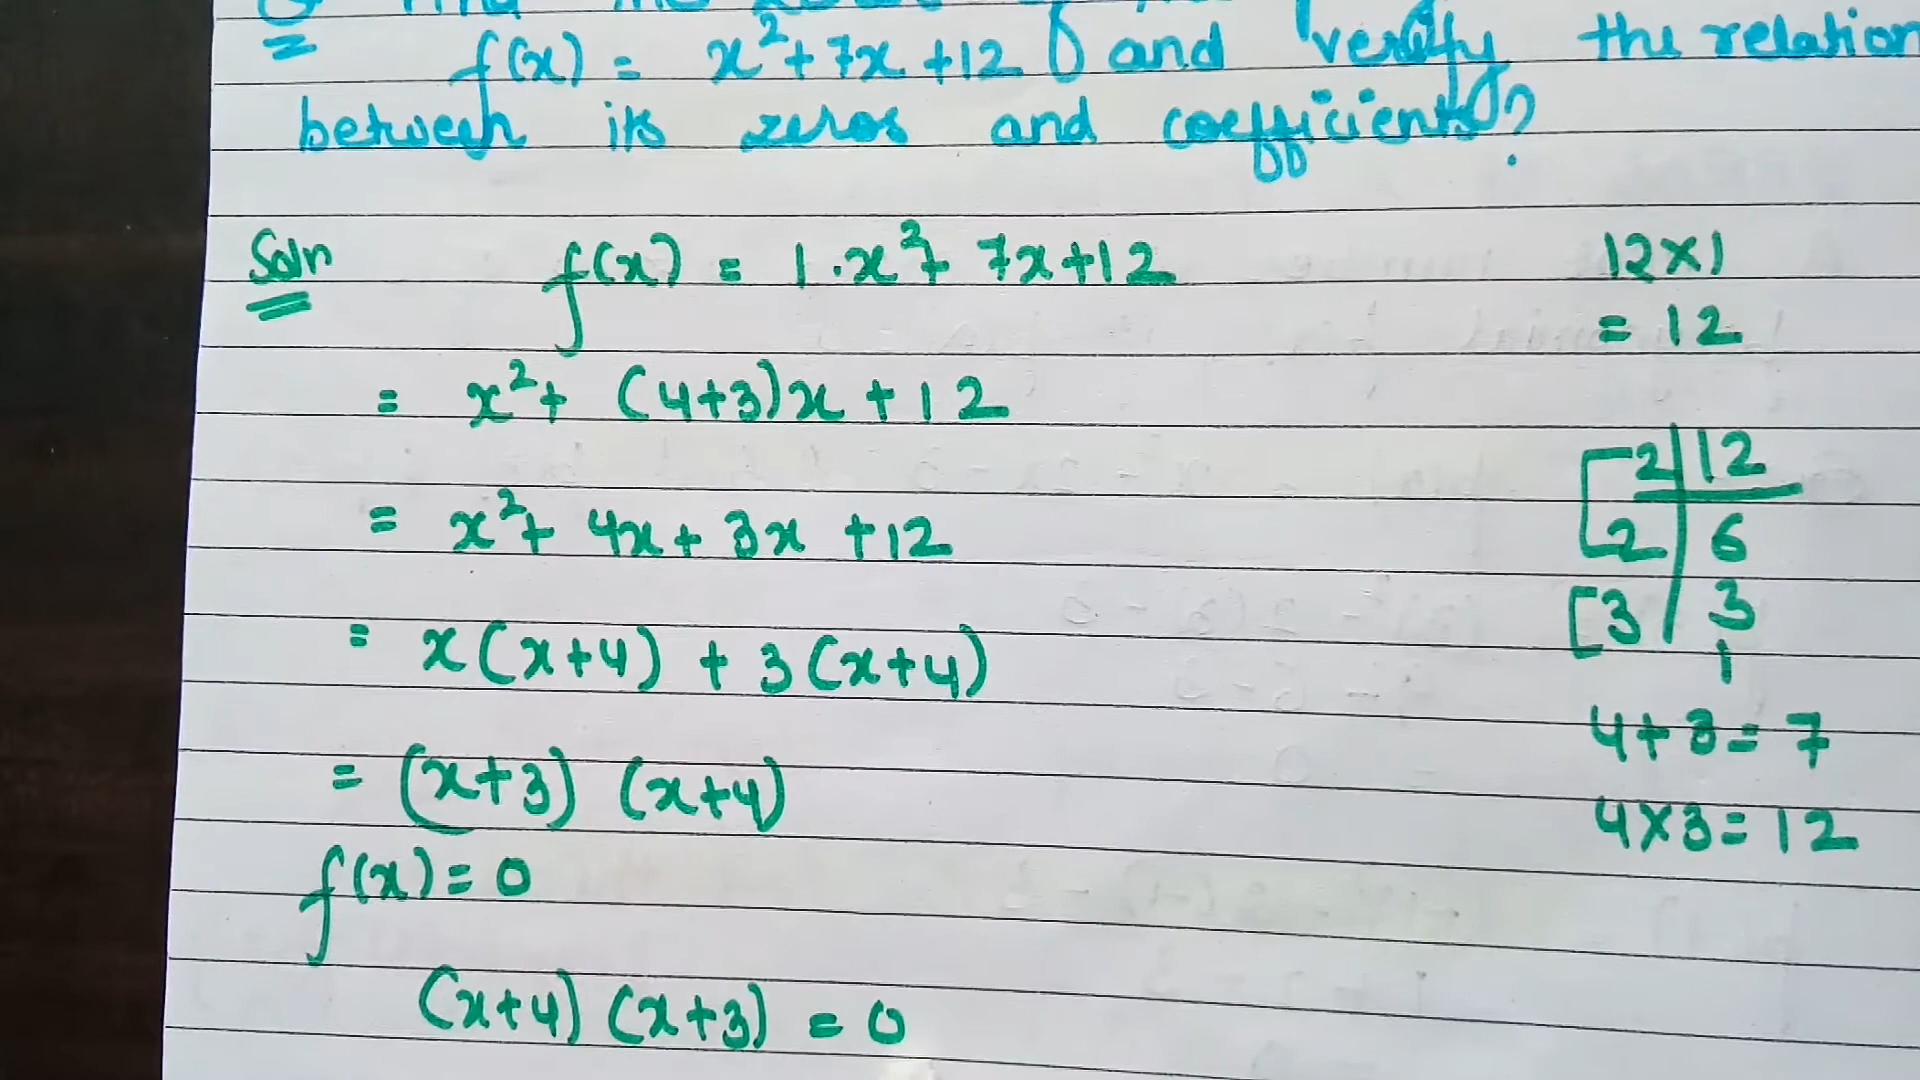 f(x) = x²+7x+12 and verify the relation
between its zeros and coefficients?
Soln
f(x) = 1·x²+ 7x+12
= x²+ (4+3)x + 12
= x²+ 4x + 3x +12
= x(x+4) + 3(x+4)
= (x+3) (x+4)
f(x) = 0
(x+4) (x+3) = 0
12×1
= 12
2 | 12
2 | 6
3 | 3
1
4+3=7
4×3=12